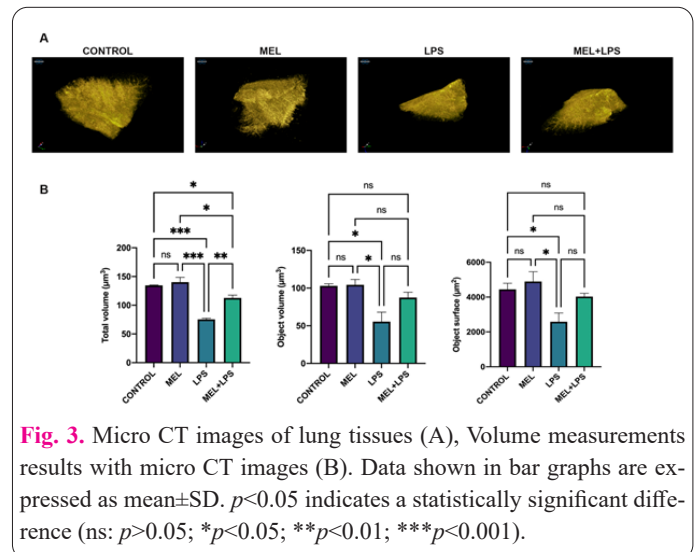 A
CONTROL MEL LPS MEL+LPS
B
*
*
***
ns *** **
Total volume (µm³)
200
150
100
50
0
CONTROL MEL LPS MEL+LPS
ns
ns
*
ns * ns
Object volume (µm³)
150
100
50
0
CONTROL MEL LPS MEL+LPS
ns
ns
*
ns * ns
Object surface (µm²)
6000
4000
2000
0
CONTROL MEL LPS MEL+LPS
Fig. 3. Micro CT images of lung tissues (A), Volume measurements
results with micro CT images (B). Data shown in bar graphs are ex-
pressed as mean±SD. p<0.05 indicates a statistically significant diffe-
rence (ns: p>0.05; *p<0.05; **p<0.01; ***p<0.001).